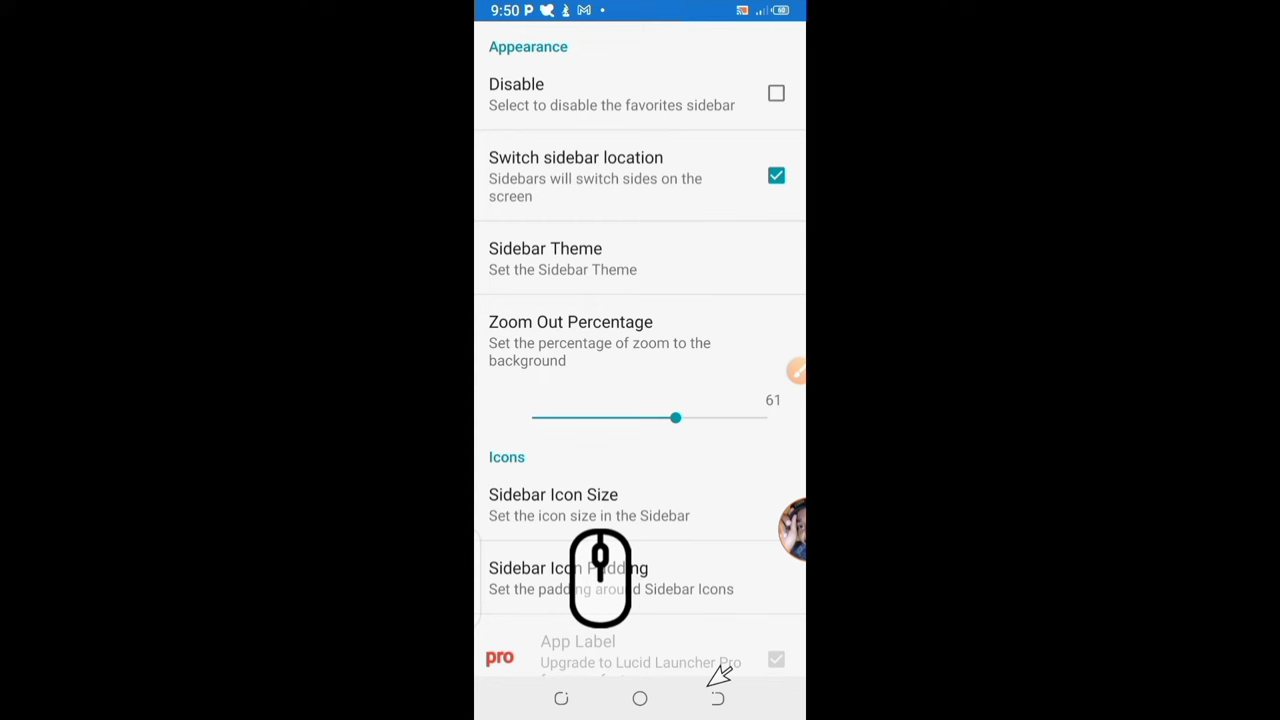 9:50 P
60
Appearance
Disable
Select to disable the favorites sidebar
Switch sidebar location
Sidebars will switch sides on the
screen
Sidebar Theme
Set the Sidebar Theme
Zoom Out Percentage
Set the percentage of zoom to the
background
61
Icons
Sidebar Icon Size
Set the icon size in the Sidebar
Sidebar Icon Padding
Set the padding around Sidebar Icons
App Label
pro
Upgrade to Lucid Launcher Pro